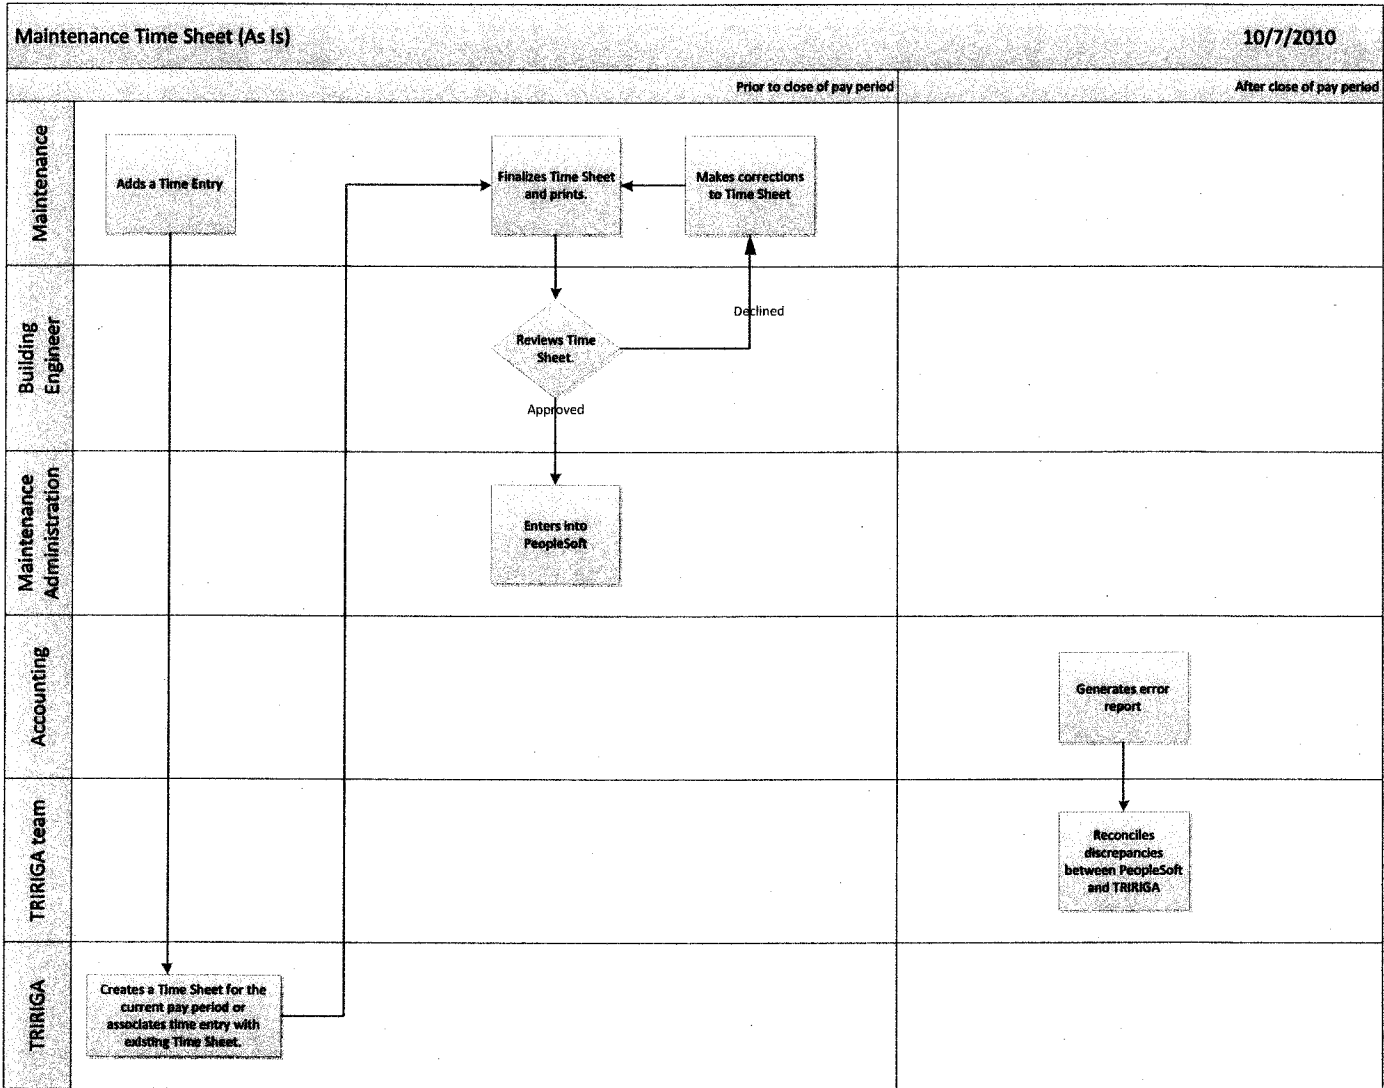 Maintenance Time Sheet (As Is)
10/7/2010
Prior to close of pay period
After close of pay period
Maintenance
Adds a Time Entry
Finalizes Time Sheet
and prints.
Makes corrections
to Time Sheet
Building
Engineer
Reviews Time
Sheet.
Declined
Approved
Maintenance
Administration
Enters into
PeopleSoft
Accounting
Generates error
report
TRIRIGA team
Reconciles
discrepancies
between PeopleSoft
and TRIRIGA
TRIRIGA
Creates a Time Sheet for the
current pay period or
associates time entry with
existing Time Sheet.